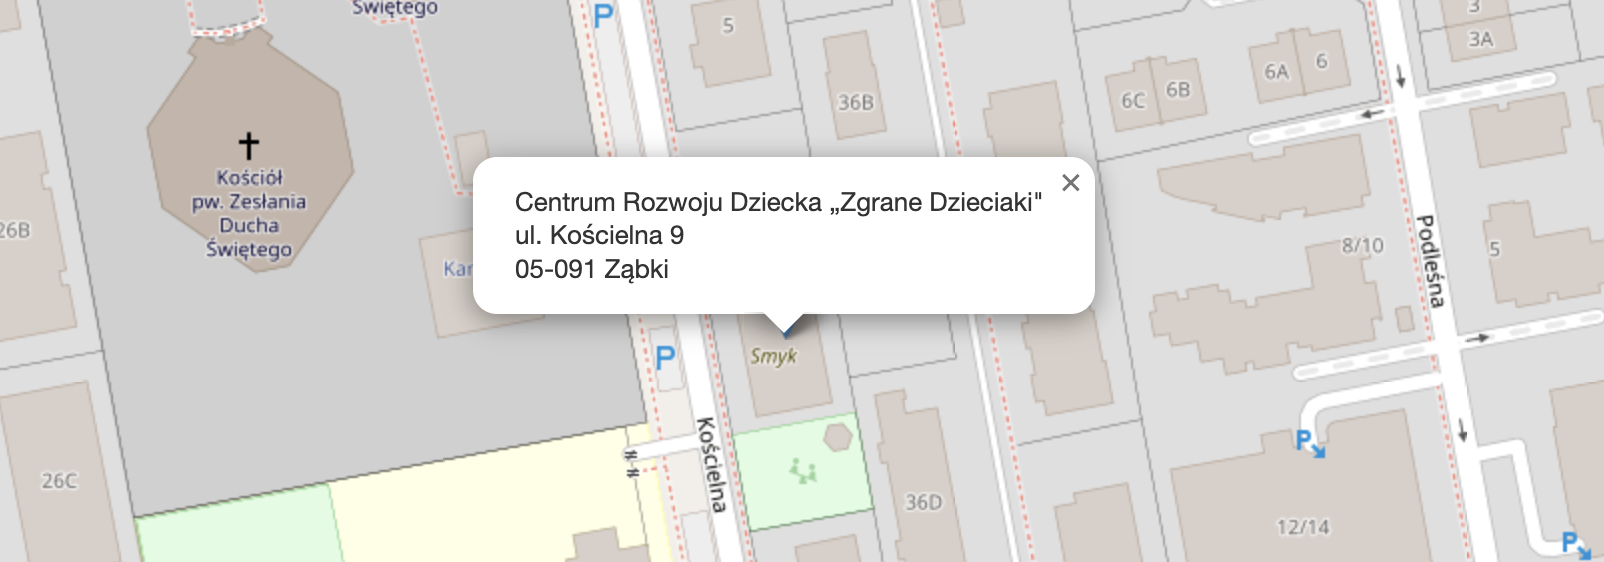 Świętego
P
5
36B
6C
6B
6A
6
3
3A
Kościół
pw. Zesłania
Ducha
Świętego
26B
Centrum Rozwoju Dziecka „Zgrane Dzieciaki"
ul. Kościelna 9
05-091 Ząbki
×
Kar
Podleśna
8/10
5
P
Smyk
Kościelna
26C
36D
P
12/14
P